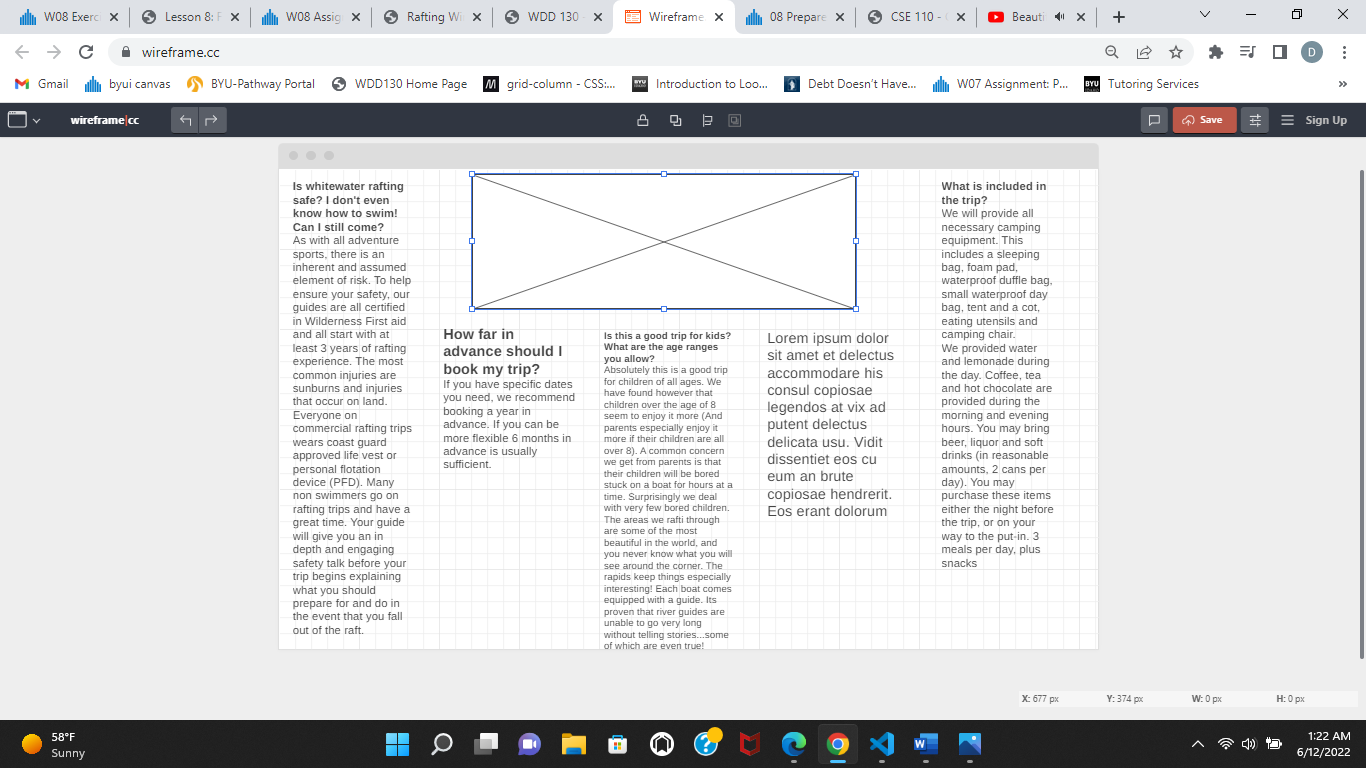 W08 Exerc
Lesson 8: F
W08 Assig
Rafting W
WDD 130
Wireframe
08 Prepare
CSE 110 -
Beauti
wireframe.cc
D
Gmail
byui canvas
BYU-Pathway Portal
WDD130 Home Page
grid-column - CSS:...
Introduction to Loo...
Debt Doesn't Have...
W07 Assignment: P...
Tutoring Services
wireframe|cc
Save
Sign Up
Is whitewater rafting
safe? I don't even
know how to swim!
Can I still come?
As with all adventure
sports, there is an
inherent and assumed
element of risk. To help
ensure your safety, our
guides are all certified
in Wilderness First aid
and all start with at
least 3 years of rafting
experience. The most
common injuries are
sunburns and injuries
that occur on land.
Everyone on
commercial rafting trips
wears coast guard
approved life vest or
personal flotation
device (PFD). Many
non swimmers go on
rafting trips and have a
great time. Your guide
will give you an in
depth and engaging
safety talk before your
trip begins explaining
what you should
prepare for and do in
the event that you fall
out of the raft.
How far in
advance should I
book my trip?
If you have specific dates
you need, we recommend
booking a year in
advance. If you can be
more flexible 6 months in
advance is usually
sufficient.
Is this a good trip for kids?
What are the age ranges
you allow?
Absolutely this is a good trip
for children of all ages. We
have found however that
children over the age of 8
seem to enjoy it more (And
parents especially enjoy it
more if their children are all
over 8). A common concern
we get from parents is that
their children will be bored
stuck on a boat for hours at a
time. Surprisingly we deal
with very few bored children.
The areas we rafti through
are some of the most
beautiful in the world, and
you never know what you will
see around the corner. The
rapids keep things especially
interesting! Each boat comes
equipped with a guide. Its
proven that river guides are
unable to go very long
without telling stories...some
of which are even true!
Lorem ipsum dolor
sit amet et delectus
accommodare his
consul copiosae
legendos at vix ad
putent delectus
delicata usu. Vidit
dissentiet eos cu
eum an brute
copiosae hendrerit.
Eos erant dolorum
What is included in
the trip?
We will provide all
necessary camping
equipment. This
includes a sleeping
bag, foam pad,
waterproof duffle bag,
small waterproof day
bag, tent and a cot,
eating utensils and
camping chair.
We provided water
and lemonade during
the day. Coffee, tea
and hot chocolate are
provided during the
morning and evening
hours. You may bring
beer, liquor and soft
drinks (in reasonable
amounts, 2 cans per
day). You may
purchase these items
either the night before
the trip, or on your
way to the put-in. 3
meals per day, plus
snacks
X: 677 px
Y: 374 px
W: 0 px
H: 0 px
58°F
Sunny
1:22 AM
6/12/2022